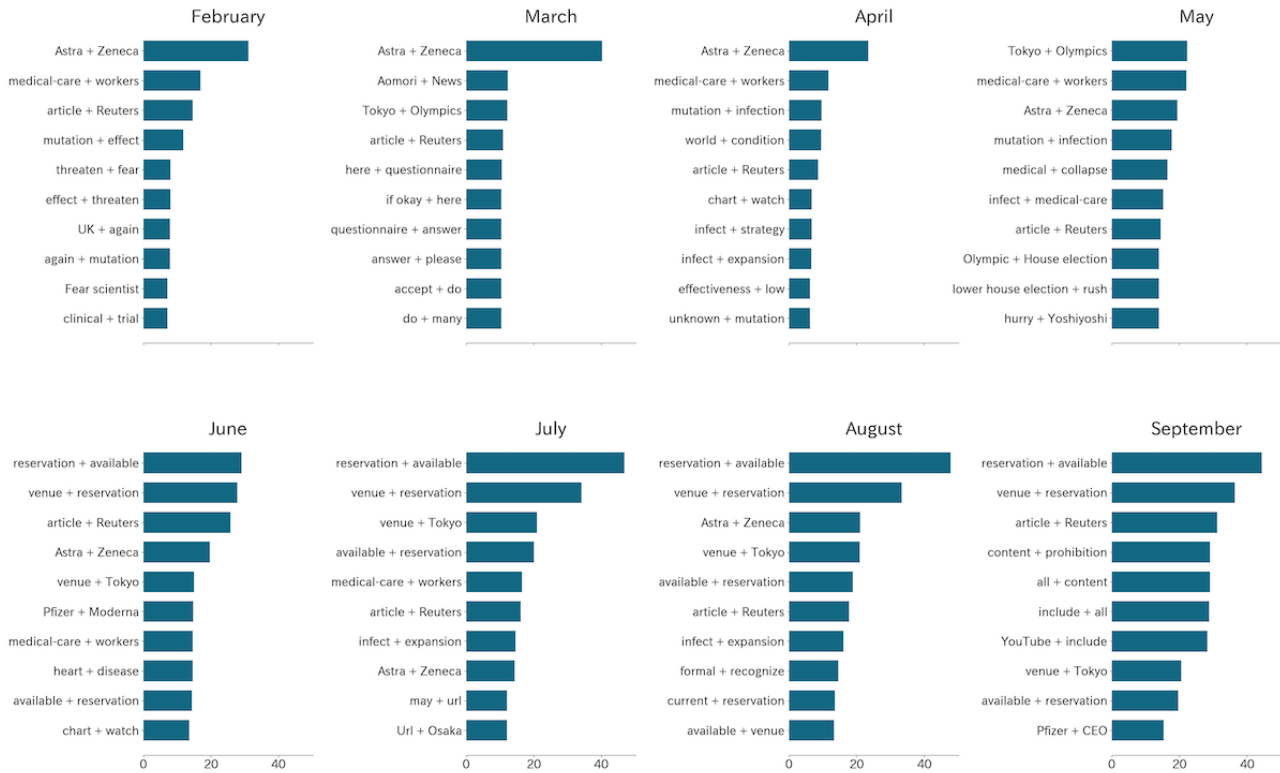 February
Astra + Zeneca
medical-care + workers
article + Reuters
mutation + effect
threaten + fear
effect + threaten
UK + again
again + mutation
Fear scientist
clinical + trial
March
Astra + Zeneca
Aomori + News
Tokyo + Olympics
article + Reuters
here + questionnaire
if okay + here
questionnaire + answer
answer + please
accept + do
do + many
April
Astra + Zeneca
medical-care + workers
mutation + infection
world + condition
article + Reuters
chart + watch
infect + strategy
infect + expansion
effectiveness + low
unknown + mutation
May
Tokyo + Olympics
medical-care + workers
Astra + Zeneca
mutation + infection
medical + collapse
infect + medical-care
article + Reuters
Olympic + House election
lower house election + rush
hurry + Yoshiyoshi
June
reservation + available
venue + reservation
article + Reuters
Astra + Zeneca
venue + Tokyo
Pfizer + Moderna
medical-care + workers
heart + disease
available + reservation
chart + watch
0 20 40
July
reservation + available
venue + reservation
venue + Tokyo
available + reservation
medical-care + workers
article + Reuters
infect + expansion
Astra + Zeneca
may + url
Url + Osaka
0 20 40
August
reservation + available
venue + reservation
Astra + Zeneca
venue + Tokyo
available + reservation
article + Reuters
infect + expansion
formal + recognize
current + reservation
available + venue
0 20 40
September
reservation + available
venue + reservation
article + Reuters
content + prohibition
all + content
include + all
YouTube + include
venue + Tokyo
available + reservation
Pfizer + CEO
0 20 40